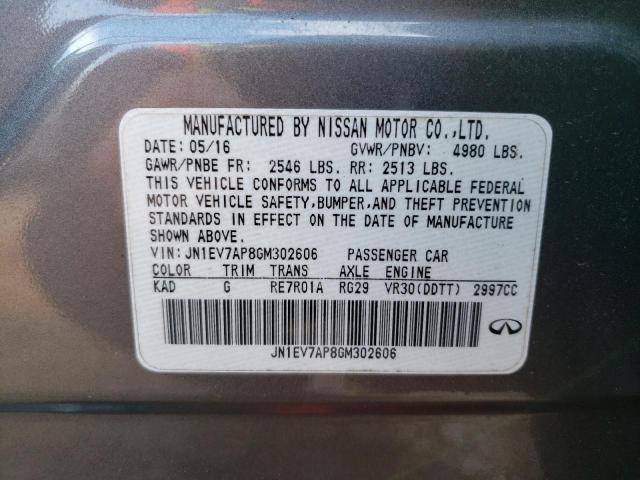 MANUFACTURED BY NISSAN MOTOR CO.,LTD.
DATE: 05/16 GVWR/PNBV: 4980 LBS.
GAWR/PNBE FR: 2546 LBS. RR: 2513 LBS.
THIS VEHICLE CONFORMS TO ALL APPLICABLE FEDERAL
MOTOR VEHICLE SAFETY,BUMPER,AND THEFT PREVENTION
STANDARDS IN EFFECT ON THE DATE OF MANUFACTURE
SHOWN ABOVE.
VIN: JN1EV7AP8GM302606 PASSENGER CAR
COLOR TRIM TRANS AXLE ENGINE
KAD G RE7R01A RG29 VR30(DDTT) 2997CC
JN1EV7AP8GM302606